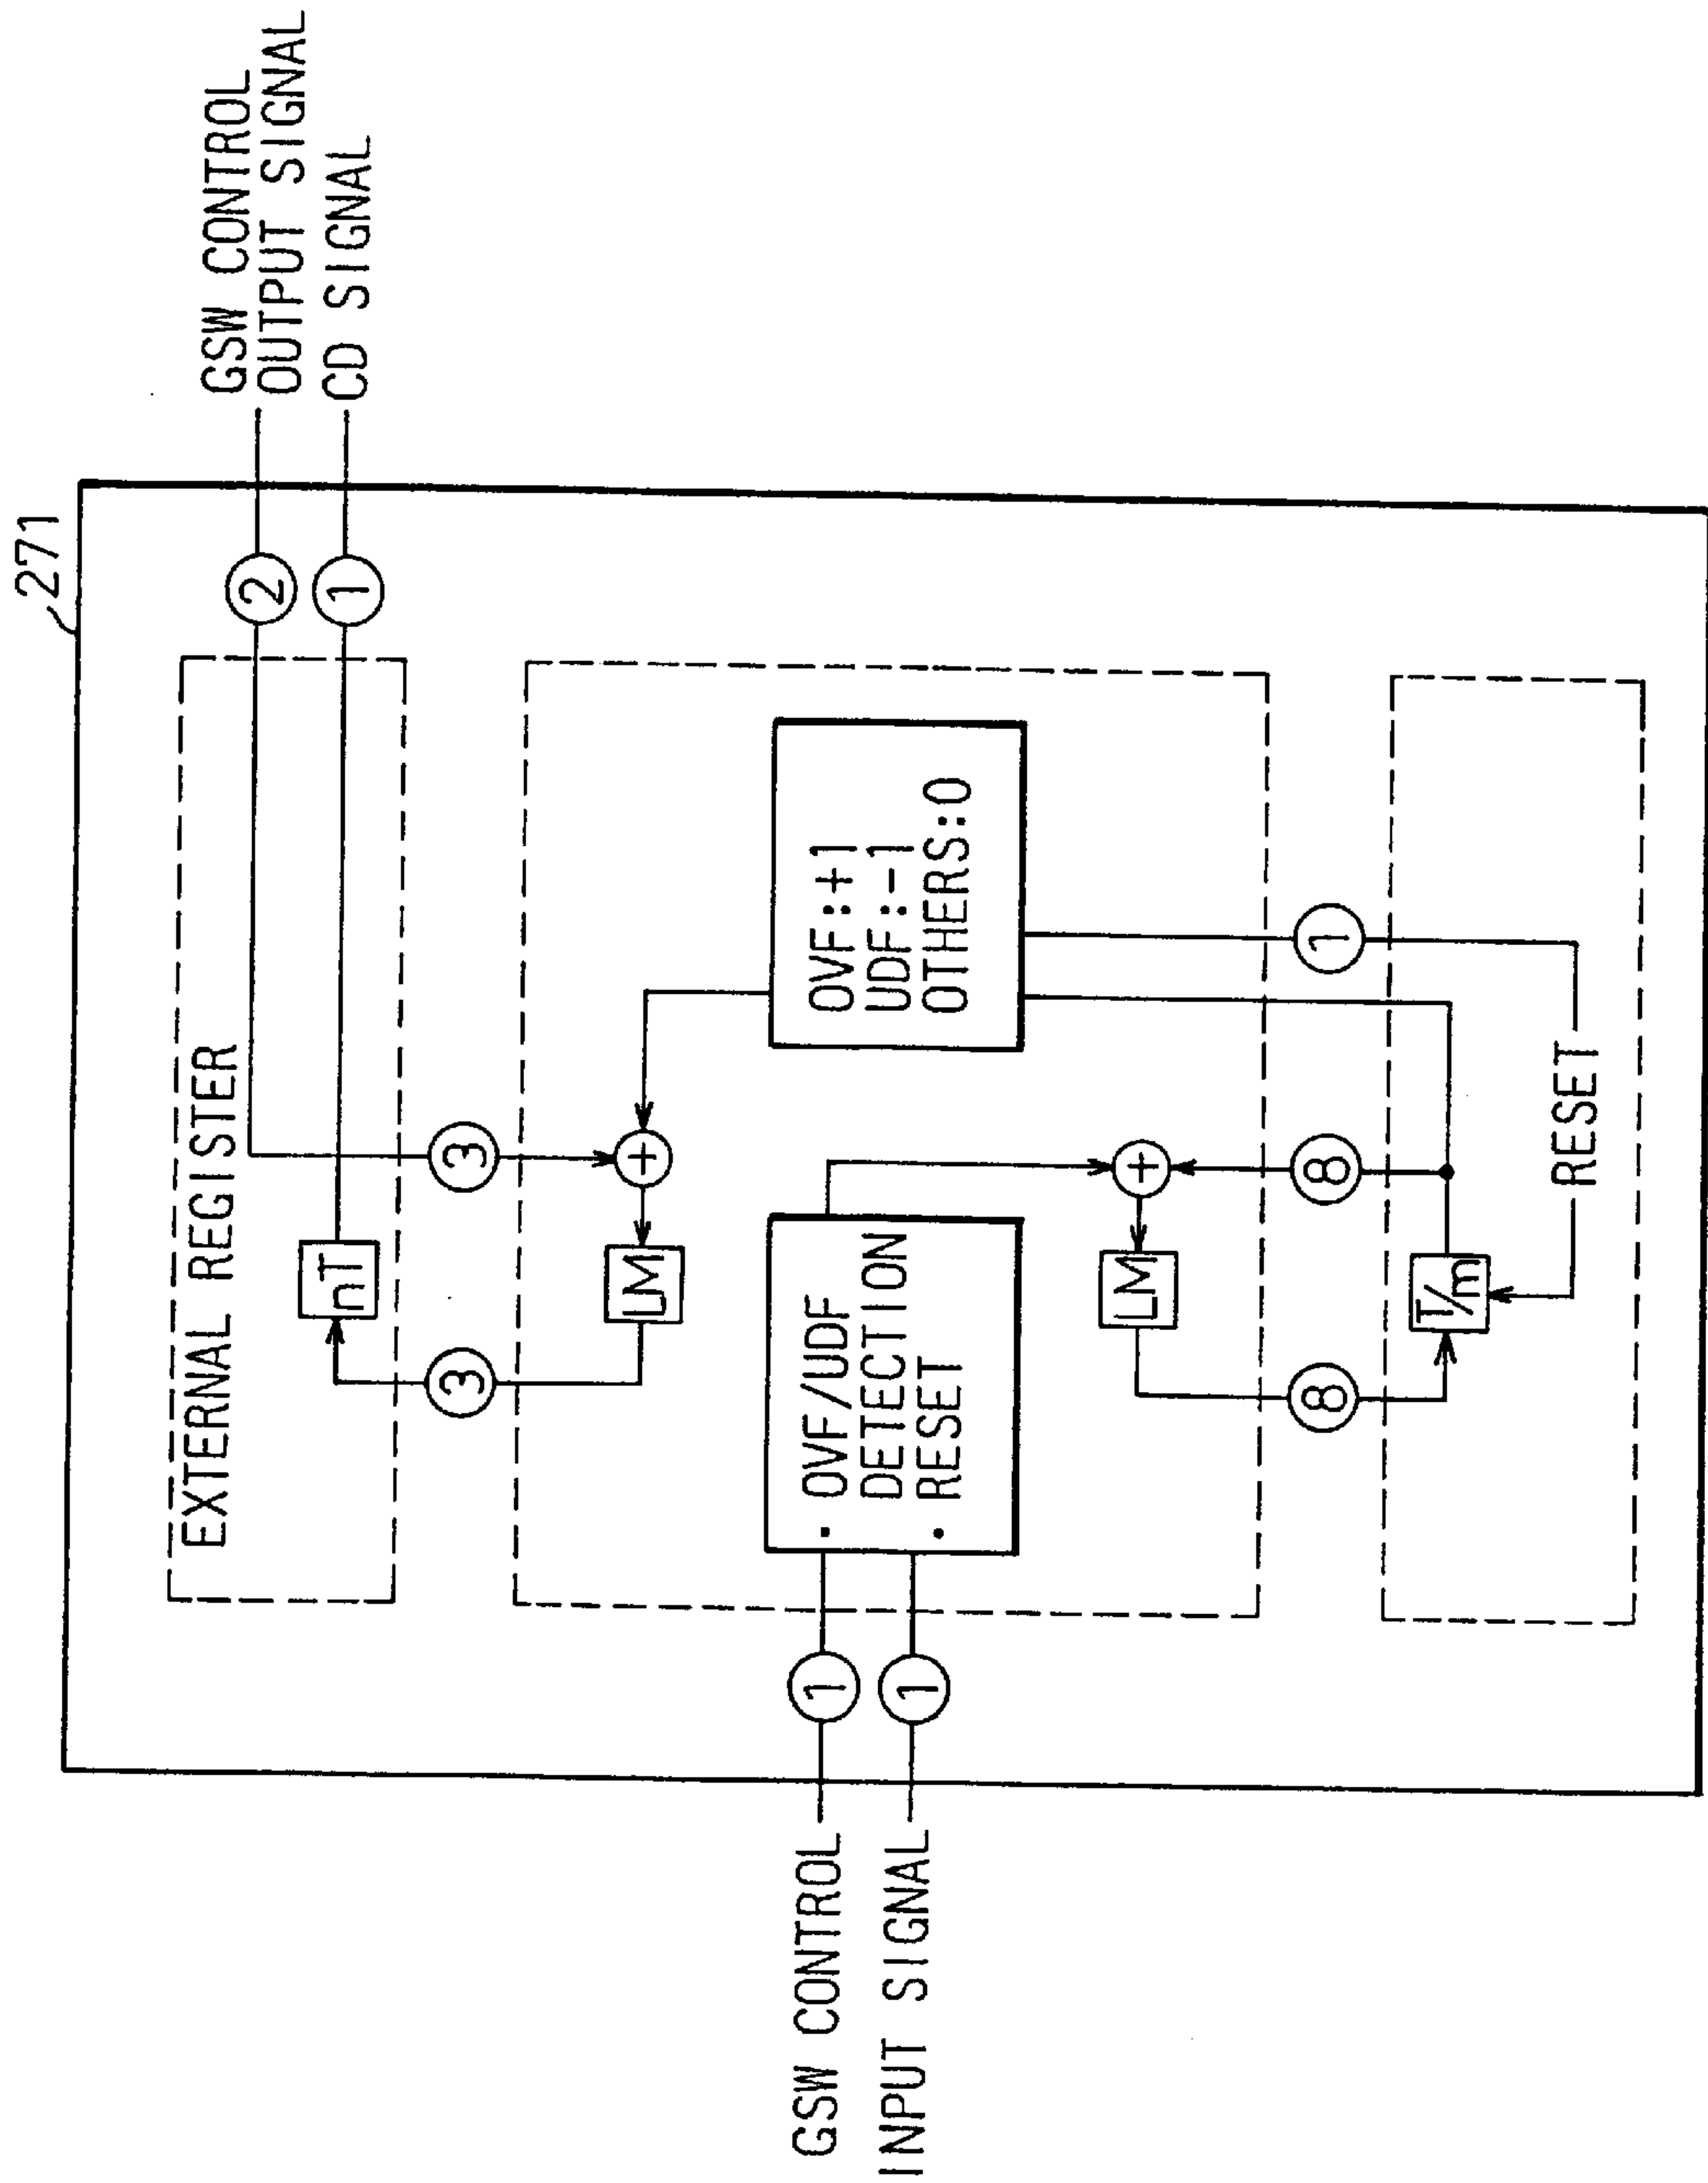 271
GSW CONTROL
OUTPUT SIGNAL
CD SIGNAL
2
1
EXTERNAL REGISTER
nT
3
3
+
LM
OVF:+1
UDF:-1
OTHERS:0
• OVF/UDF
DETECTION
• RESET
GSW CONTROL
1
INPUT SIGNAL
1
+
LM
1
8
8
T/m
RESET